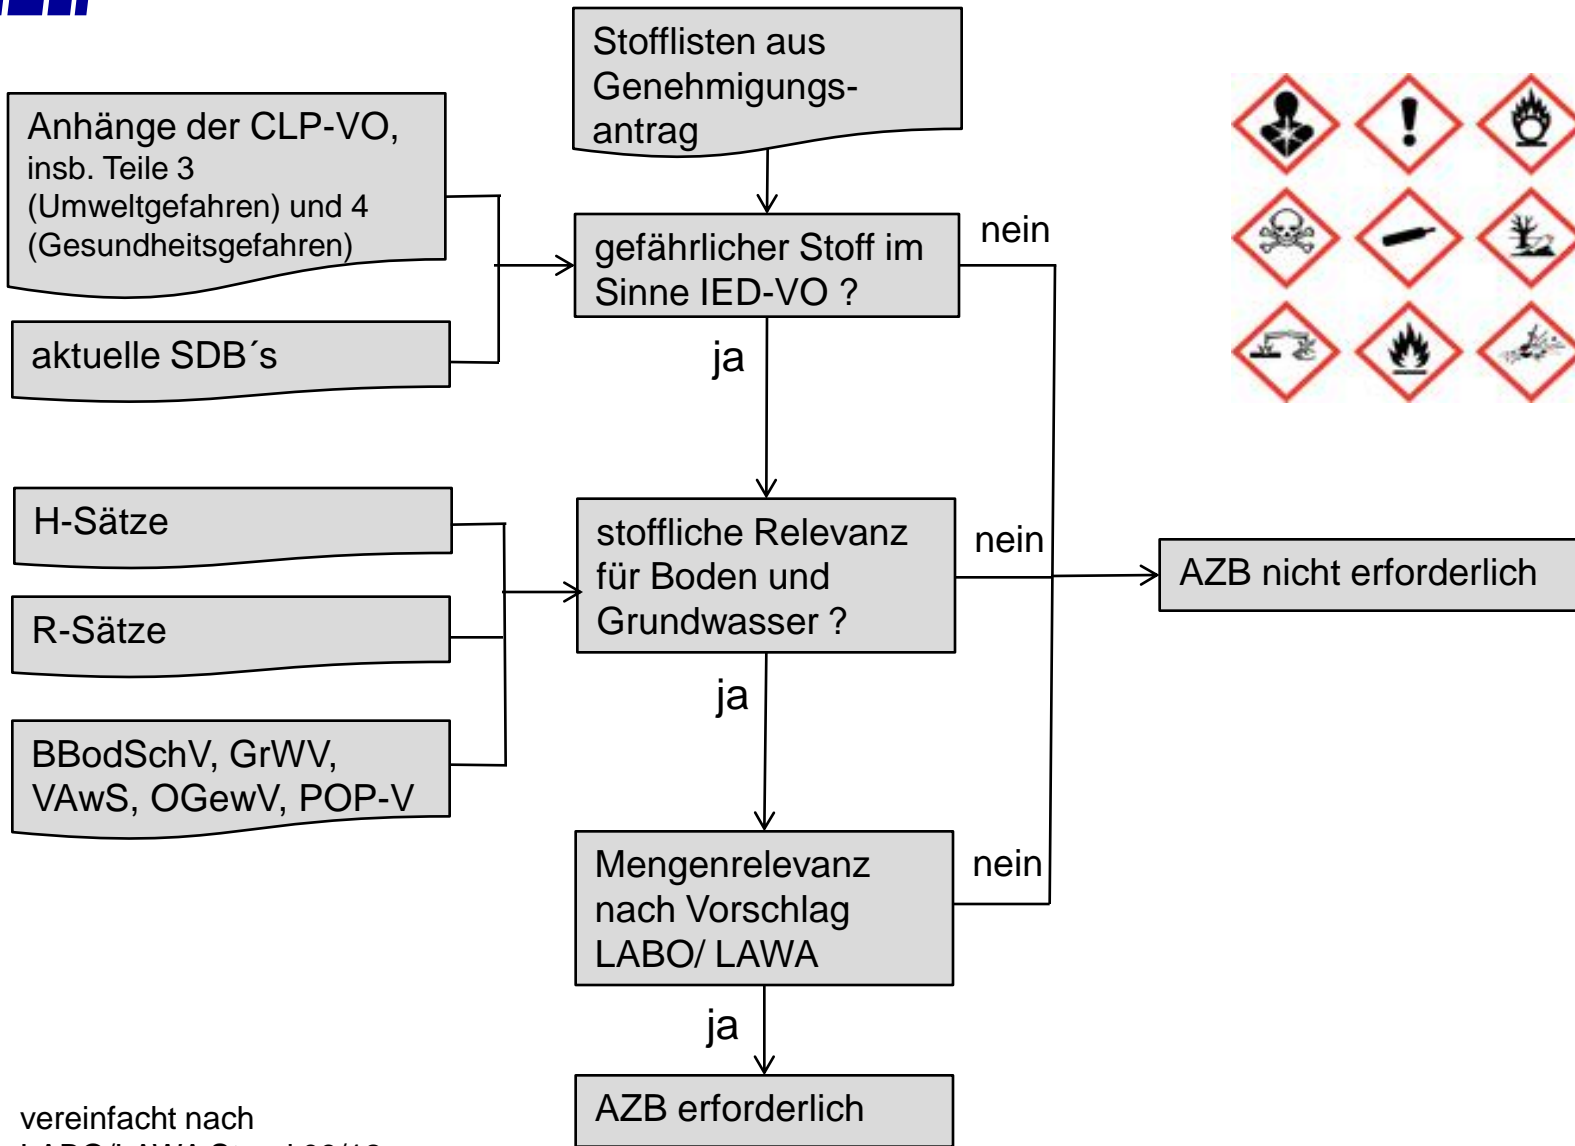 Stofflisten aus
Genehmigungs-
antrag
Anhänge der CLP-VO,
insb. Teile 3
(Umweltgefahren) und 4
(Gesundheitsgefahren)
aktuelle SDB´s
gefährlicher Stoff im
Sinne IED-VO ?
nein
ja
H-Sätze
R-Sätze
BBodSchV, GrWV,
VAwS, OGewV, POP-V
stoffliche Relevanz
für Boden und
Grundwasser ?
nein
AZB nicht erforderlich
ja
Mengenrelevanz
nach Vorschlag
LABO/ LAWA
nein
ja
AZB erforderlich
vereinfacht nach
LABO/LAWA